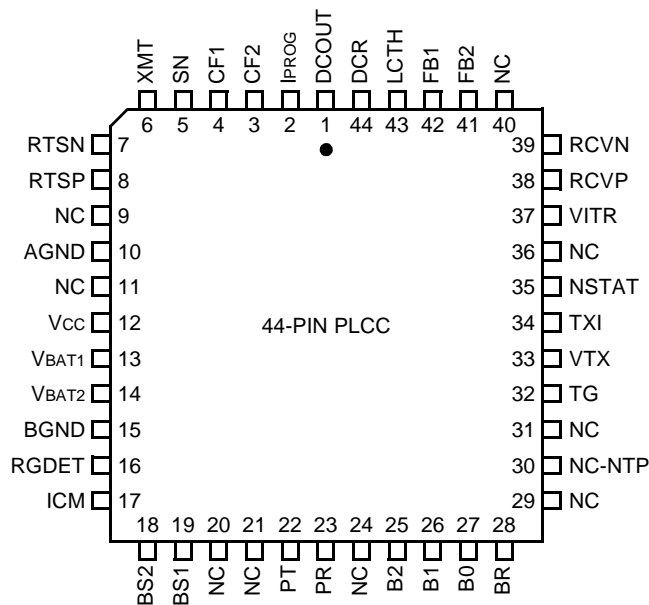 XMT
SN
CF1
CF2
IPROG
DCOUT
DCR
LCTH
FB1
FB2
NC
6 5 4 3 2 1 44 43 42 41 40
RTSN 7 39 RCVN
RTSP 8 38 RCVP
NC 9 37 VITR
AGND 10 36 NC
NC 11 35 NSTAT
VCC 12 44-PIN PLCC 34 TXI
VBAT1 13 33 VTX
VBAT2 14 32 TG
BGND 15 31 NC
RGDET 16 30 NC-NTP
ICM 17 29 NC
18 19 20 21 22 23 24 25 26 27 28
BS2
BS1
NC
NC
PT
PR
NC
B2
B1
B0
BR